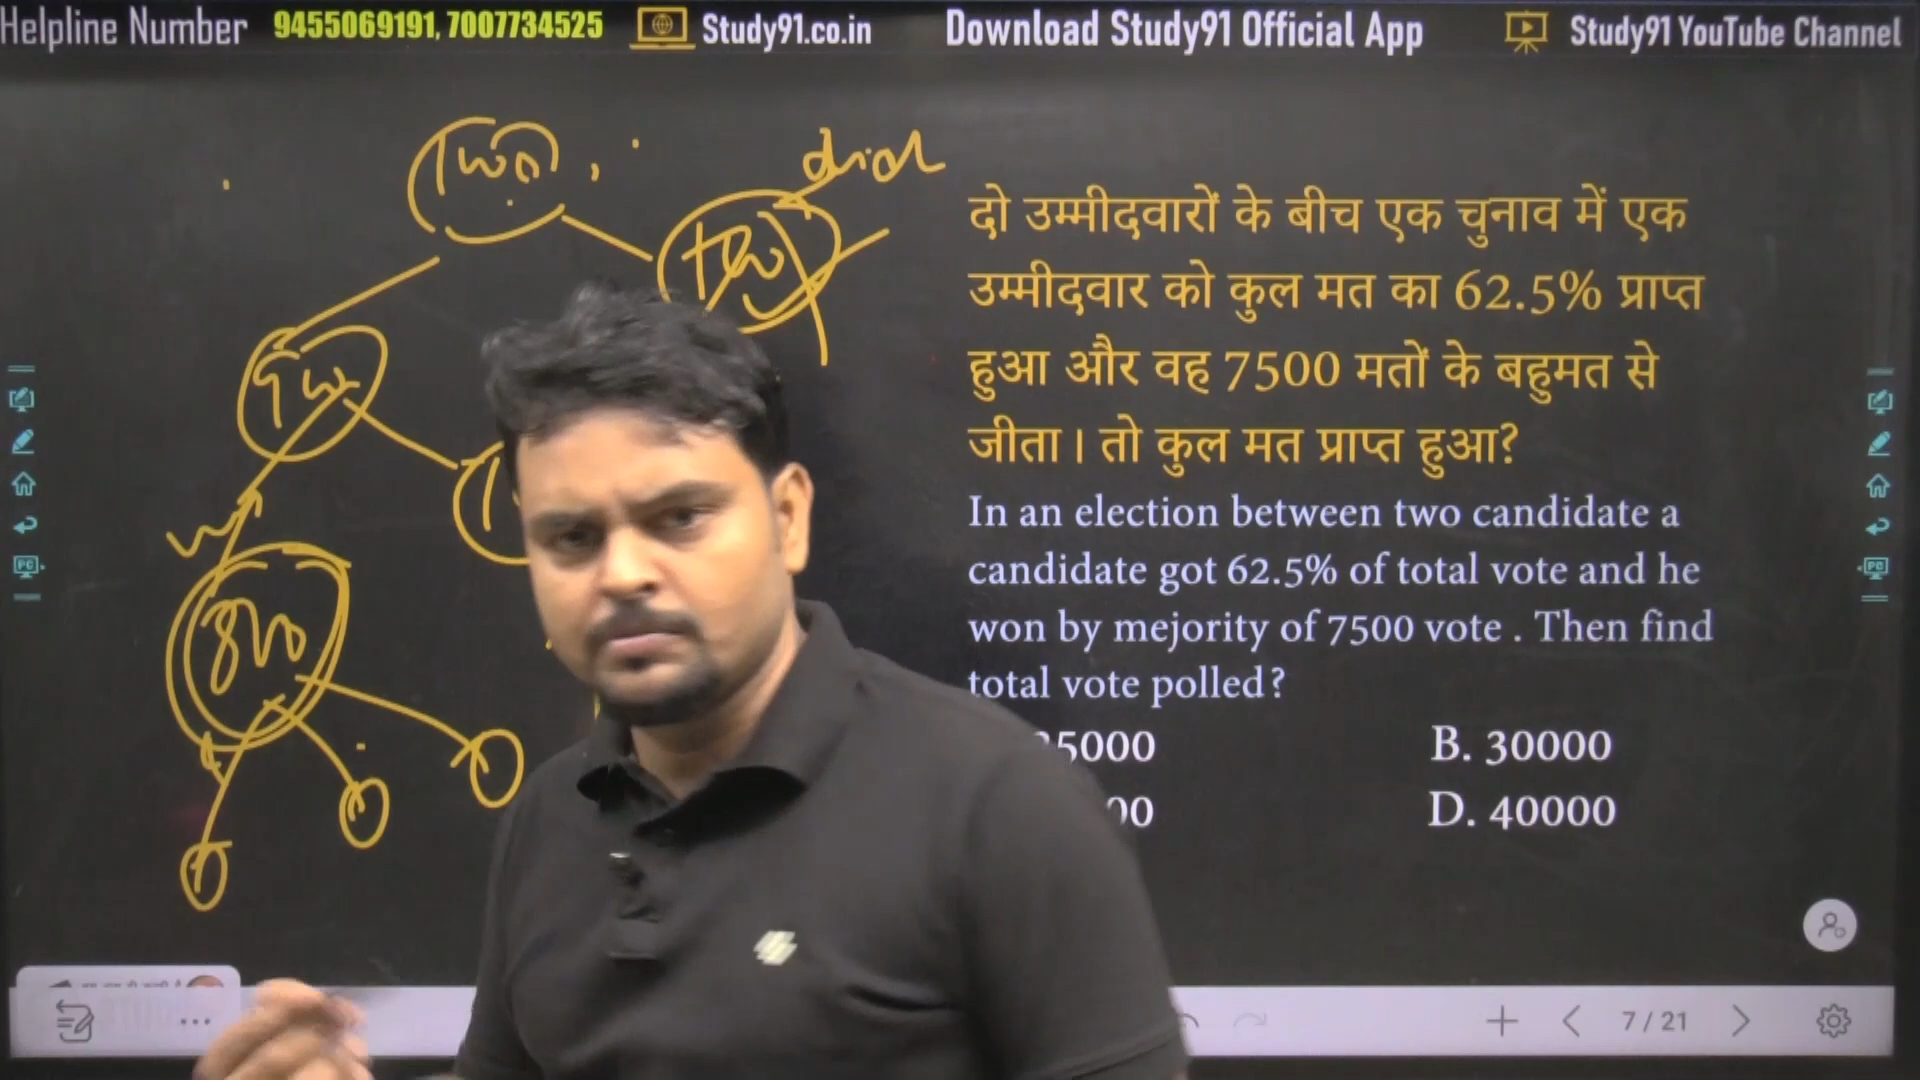 Helpline Number 9455069191, 7007734525 Study91.co.in Download Study91 Official App Study91 YouTube Channel
दो उम्मीदवारों के बीच एक चुनाव में एक
उम्मीदवार को कुल मत का 62.5% प्राप्त
हुआ और वह 7500 मतों के बहुमत से
जीता। तो कुल मत प्राप्त हुआ?
In an election between two candidate a
candidate got 62.5% of total vote and he
won by mejority of 7500 vote . Then find
total vote polled?
5000 B. 30000
00 D. 40000
7 / 21